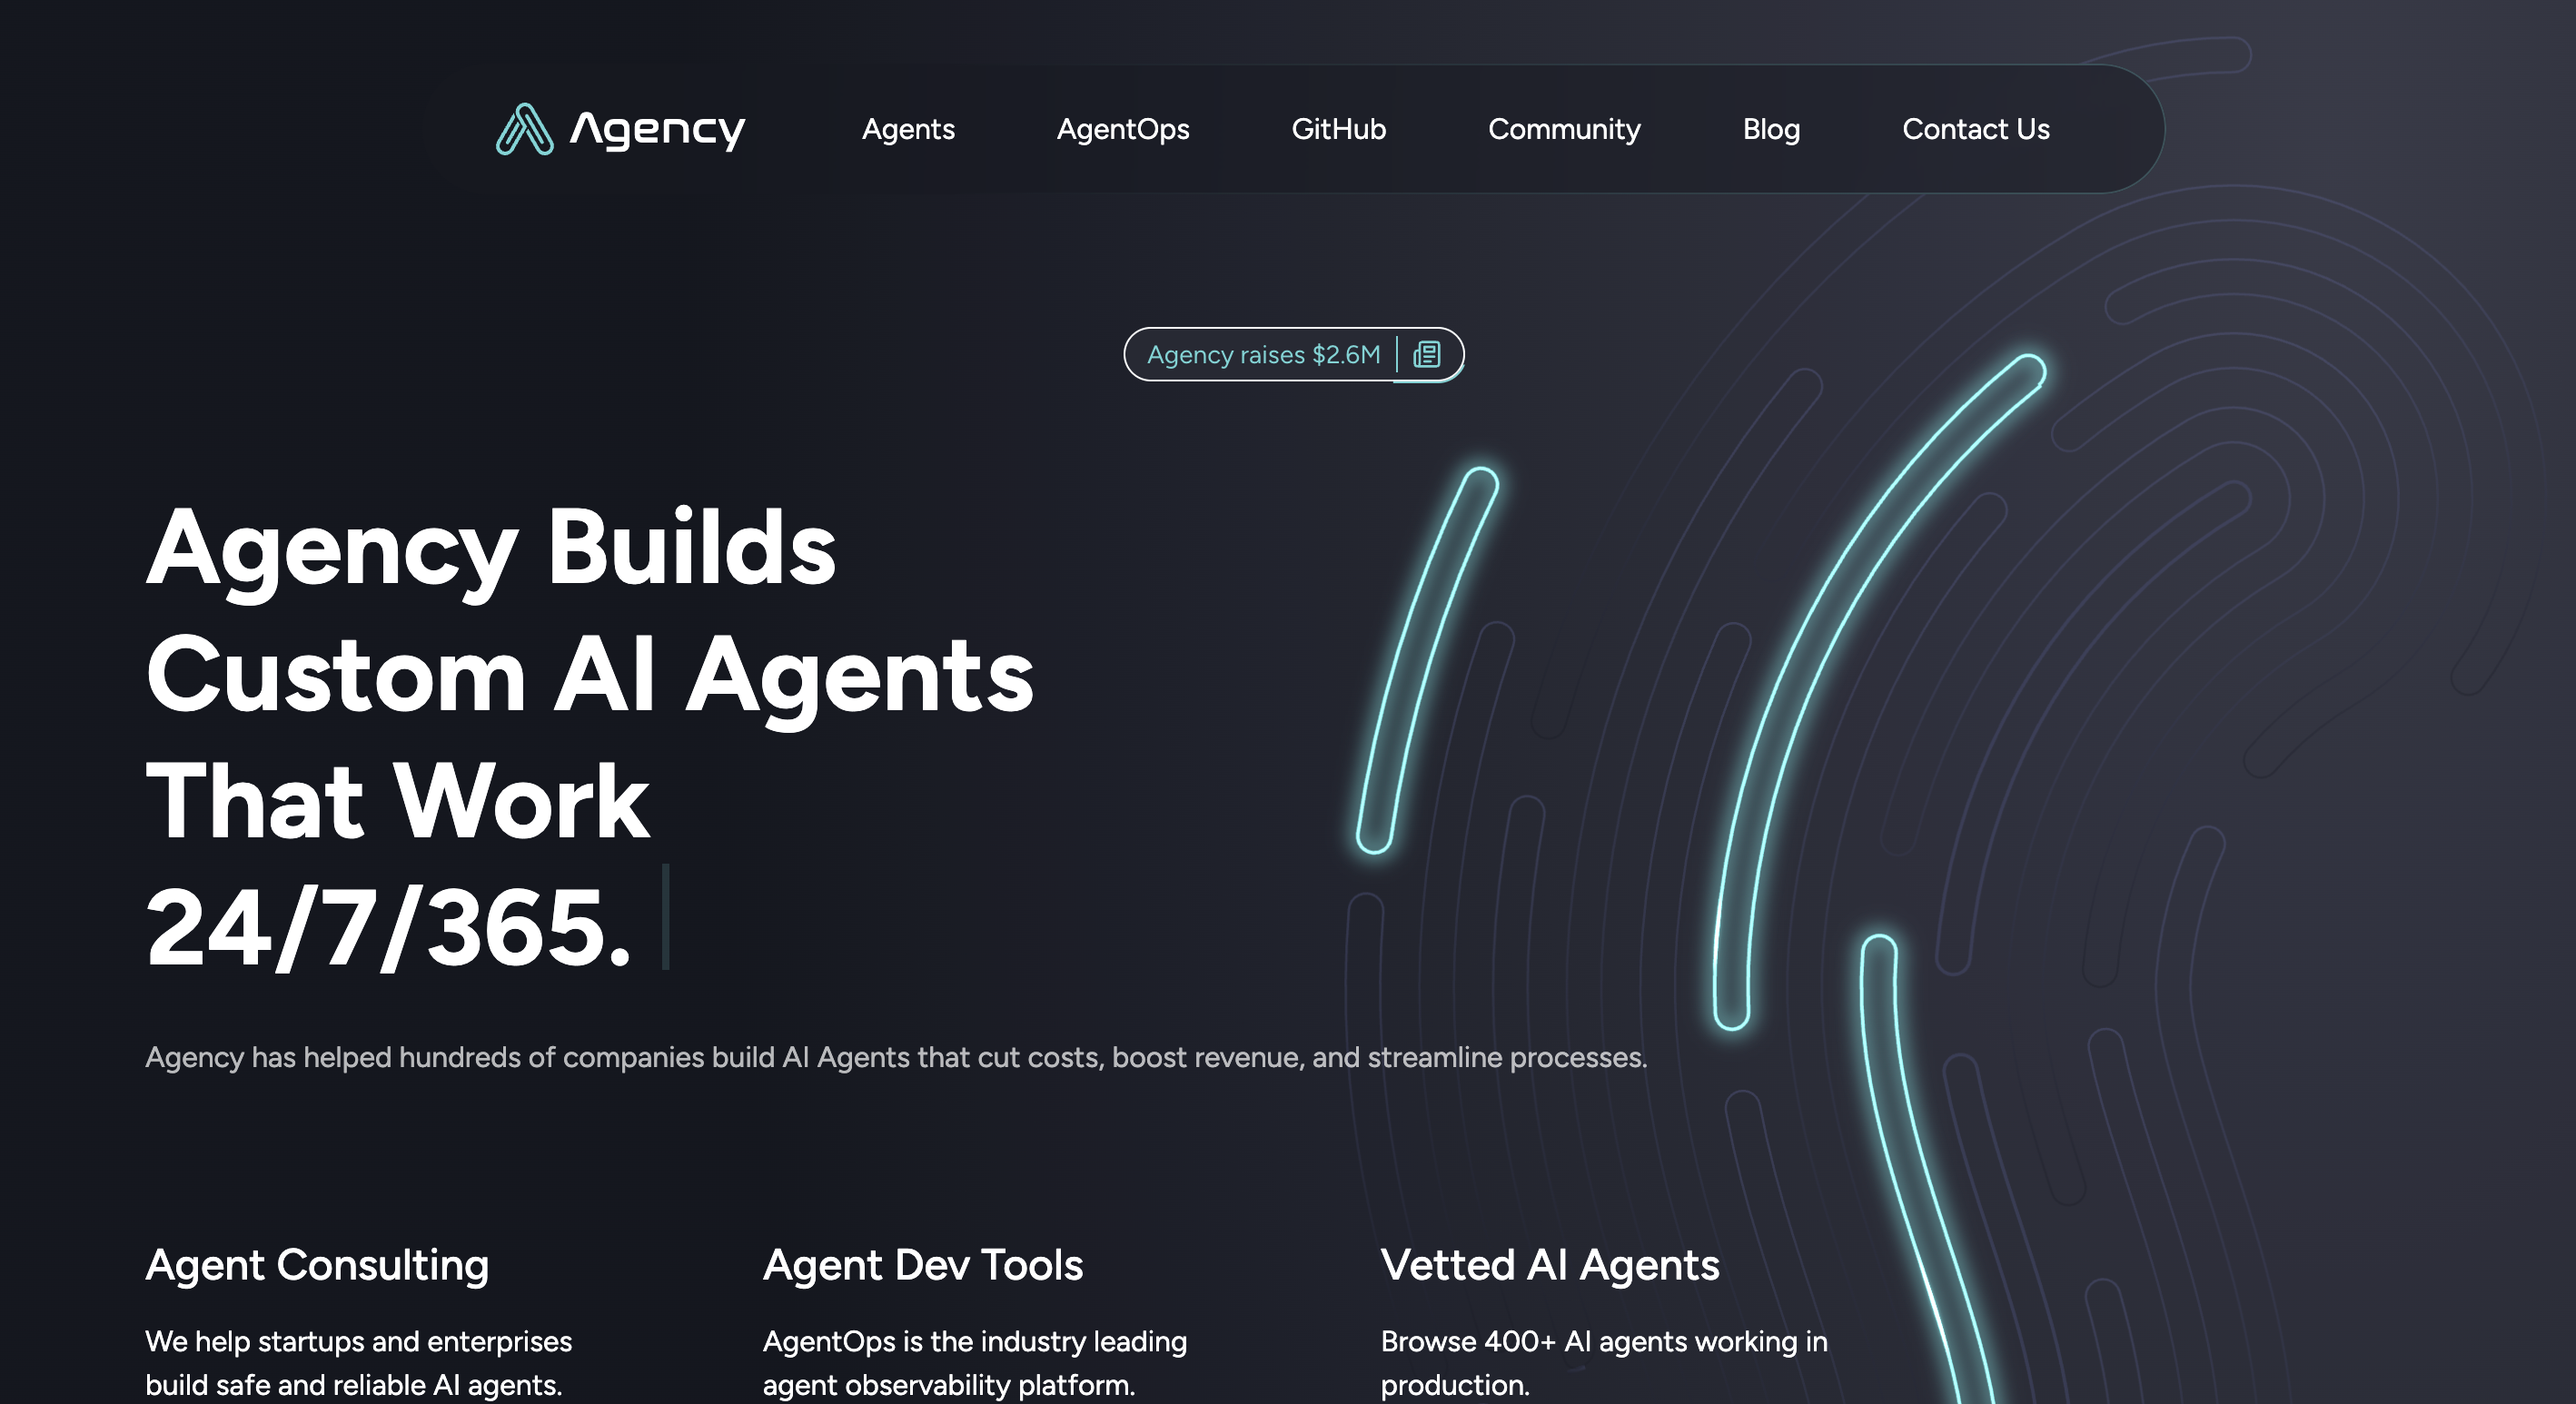 Agency
Agents
AgentOps
GitHub
Community
Blog
Contact Us
Agency raises $2.6M
Agency Builds
Custom AI Agents
That Work
24/7/365.
Agency has helped hundreds of companies build AI Agents that cut costs, boost revenue, and streamline processes.
Agent Consulting
We help startups and enterprises
build safe and reliable AI agents.
Agent Dev Tools
AgentOps is the industry leading
agent observability platform.
Vetted AI Agents
Browse 400+ AI agents working in
production.